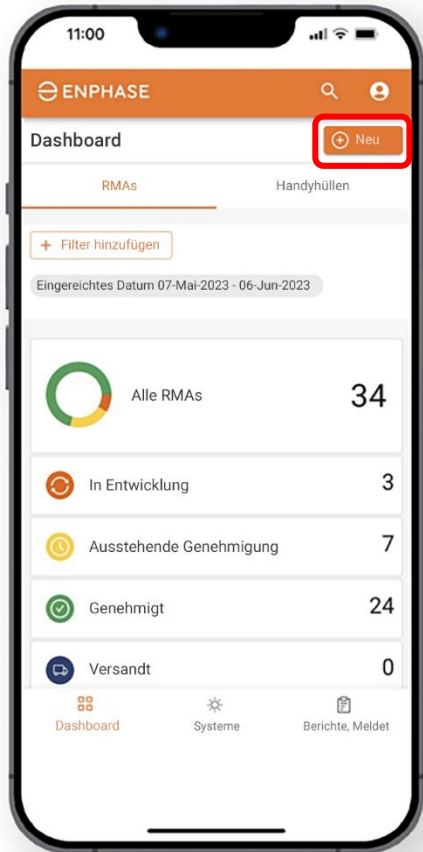 11:00
ENPHASE
Dashboard
Neu
RMAs Handyhüllen
+ Filter hinzufügen
Eingereichtes Datum 07-Mai-2023 - 06-Jun-2023
Alle RMAs 34
In Entwicklung 3
Ausstehende Genehmigung 7
Genehmigt 24
Versandt 0
Dashboard Systeme Berichte, Meldet